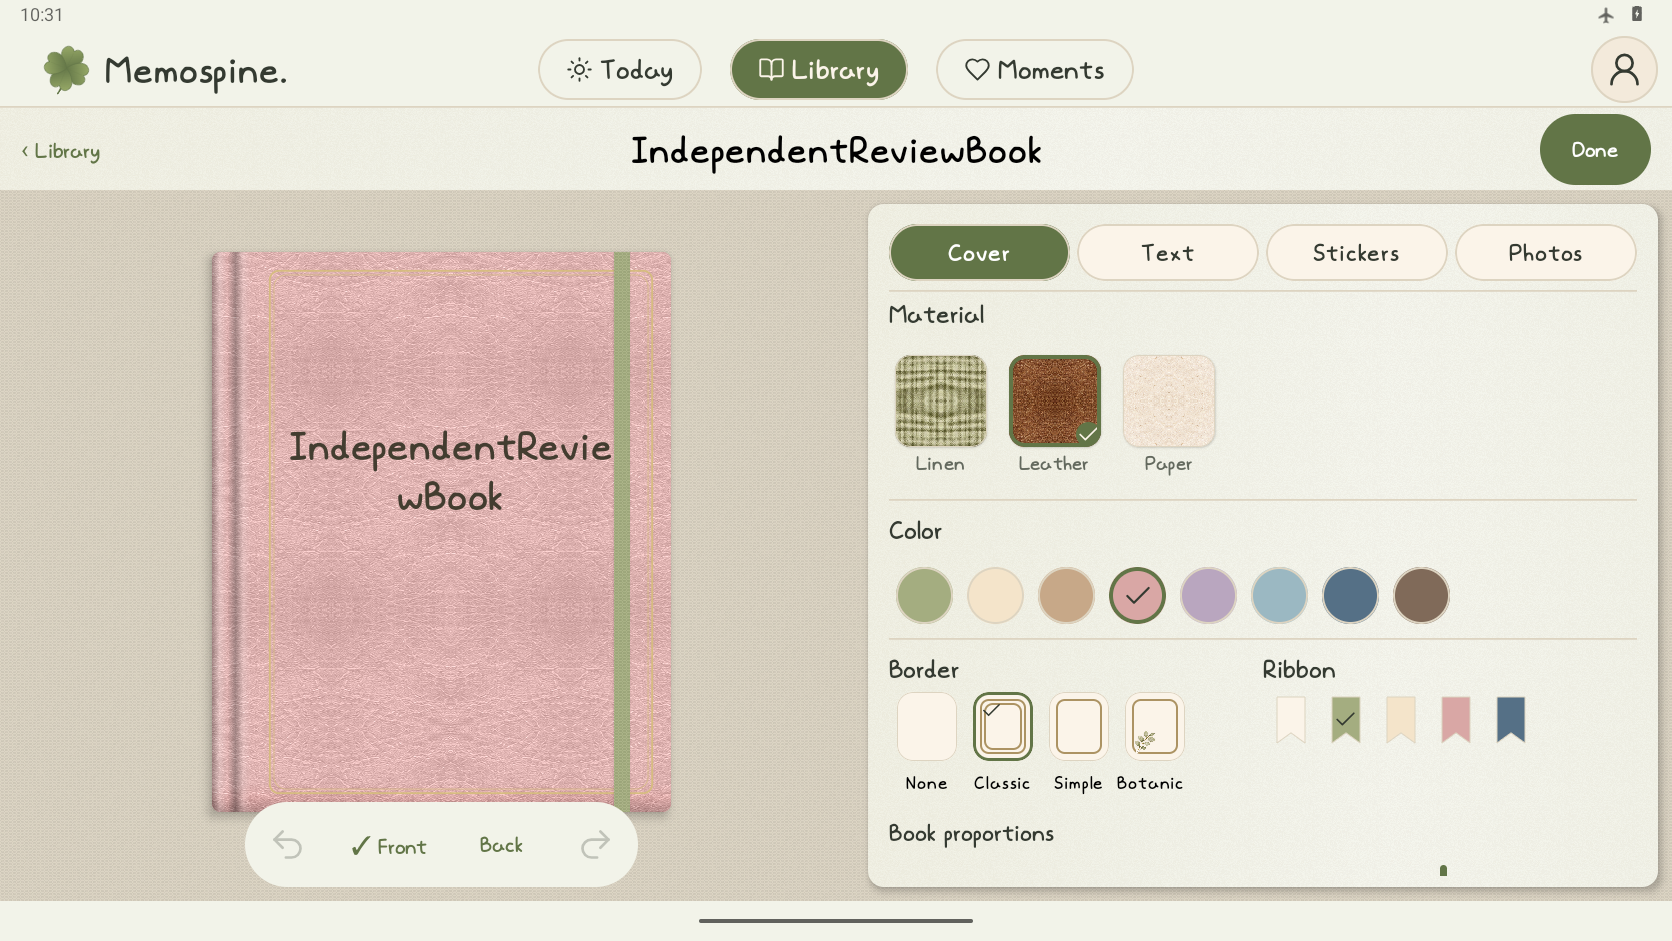 10:31
Memospine.
Today
Library
Moments
‹ Library
IndependentReviewBook
Done
IndependentRevie
wBook
✓ Front
Back
Cover
Text
Stickers
Photos
Material
Linen
Leather
Paper
Color
Border
Ribbon
None
Classic
Simple
Botanic
Book proportions